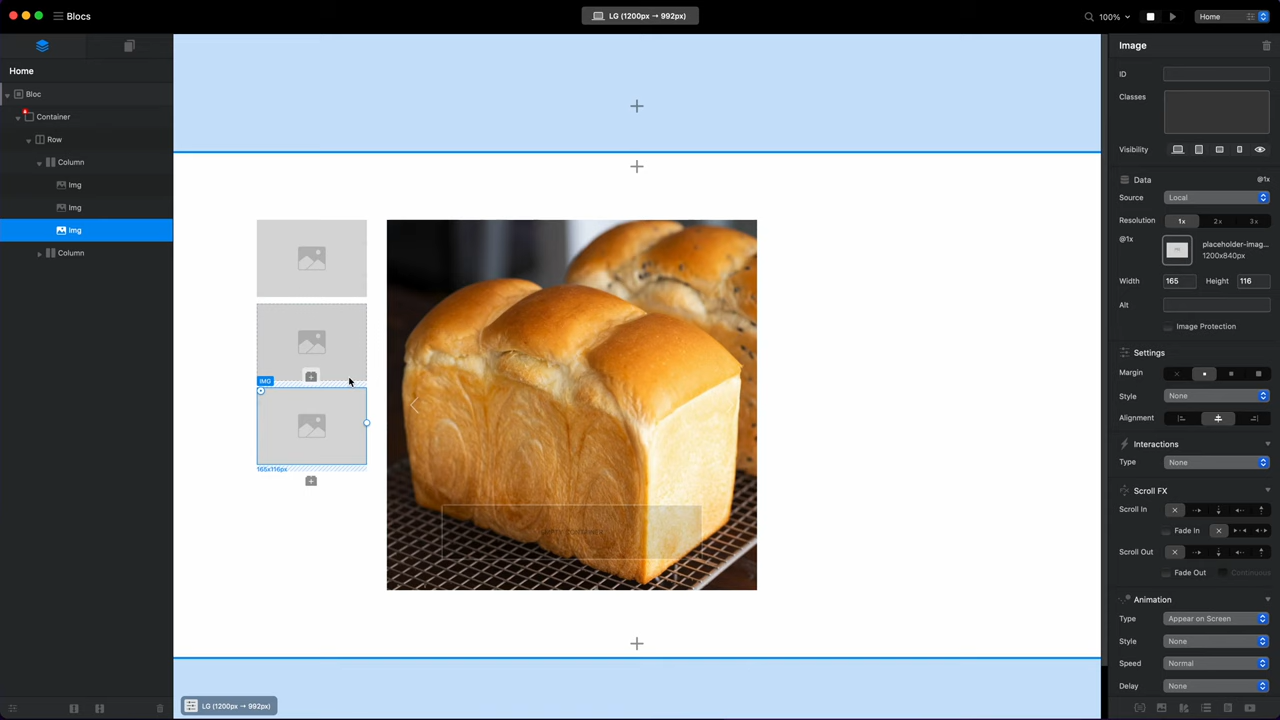 Blocs
LG (1200px → 992px)
100%
Home
Image
Home
ID
Bloc
Classes
Container
Row
Visibility
Column
Data
@1x
Img
Source
Local
Img
Resolution
1x
2x
3x
Img
@1x
placeholder-imag...
Column
1200x840px
Width
165
Height
116
Alt
Image Protection
Settings
IMG
Margin
Style
None
Alignment
Interactions
Type
None
165x116px
Scroll FX
Scroll In
Fade In
Scroll Out
Fade Out
Continuous
Animation
Type
Appear on Screen
Style
None
Speed
Normal
Delay
None
LG (1200px → 992px)